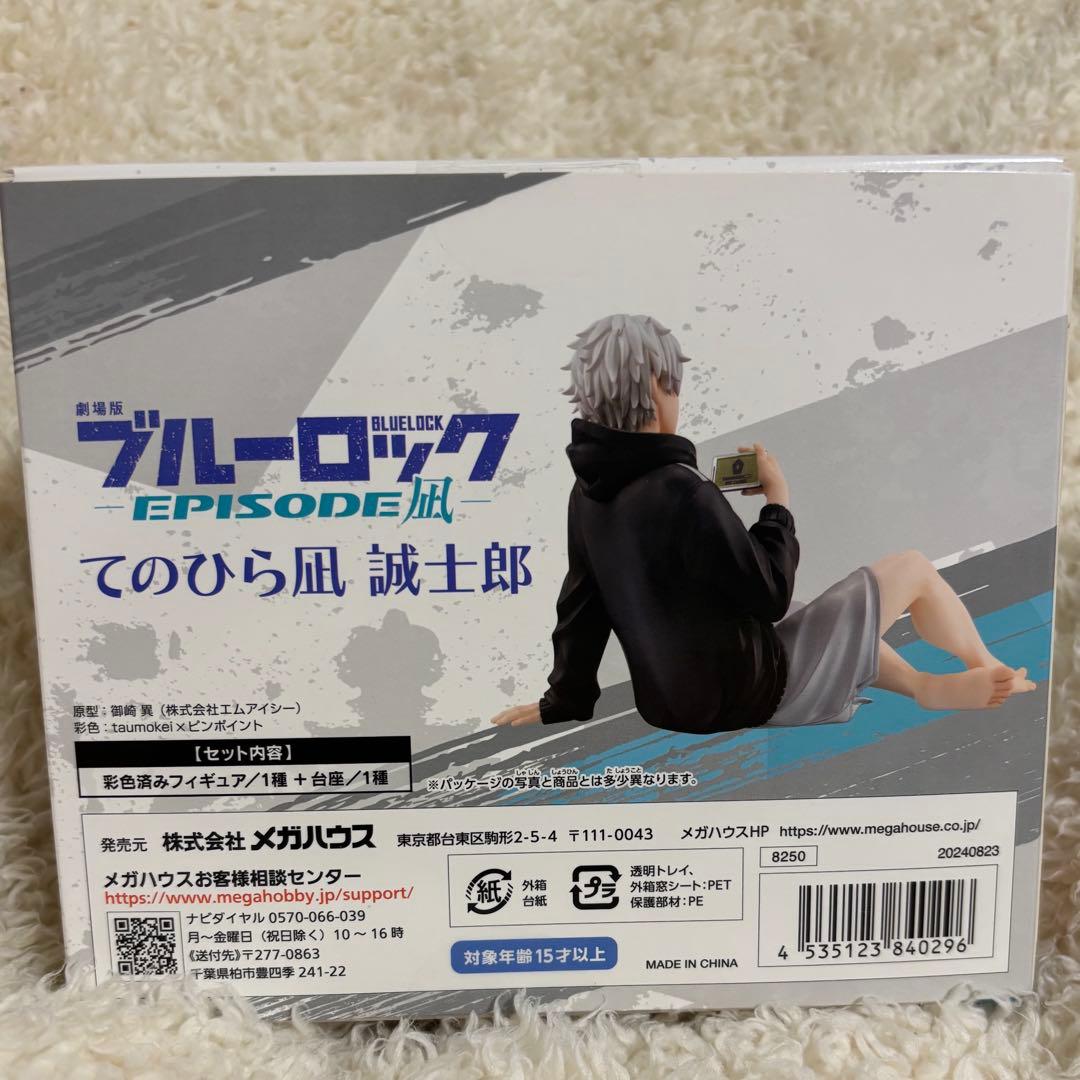 劇場版
ブルーロック
BLUELOCK
EPISODE 凪
てのひら凪 誠士郎
原型：御崎 巽（株式会社エムアイシー）
彩色：taumokei×ピンポイント
【セット内容】
彩色済みフィギュア／1種 ＋ 台座／1種
※パッケージの写真と商品とは多少異なります。
発売元 株式会社 メガハウス 東京都台東区駒形2-5-4 〒111-0043 メガハウスHP https://www.megahouse.co.jp/
メガハウスお客様相談センター
https://www.megahobby.jp/support/
ナビダイヤル 0570-066-039
月～金曜日（祝日除く）10～16時
《送付先》〒277-0863
千葉県柏市豊四季 241-22
紙
外箱
台紙
プラ
透明トレイ、
外箱窓シート：PET
保護部材：PE
対象年齢15才以上
MADE IN CHINA
8250
20240823
4 535123 840296